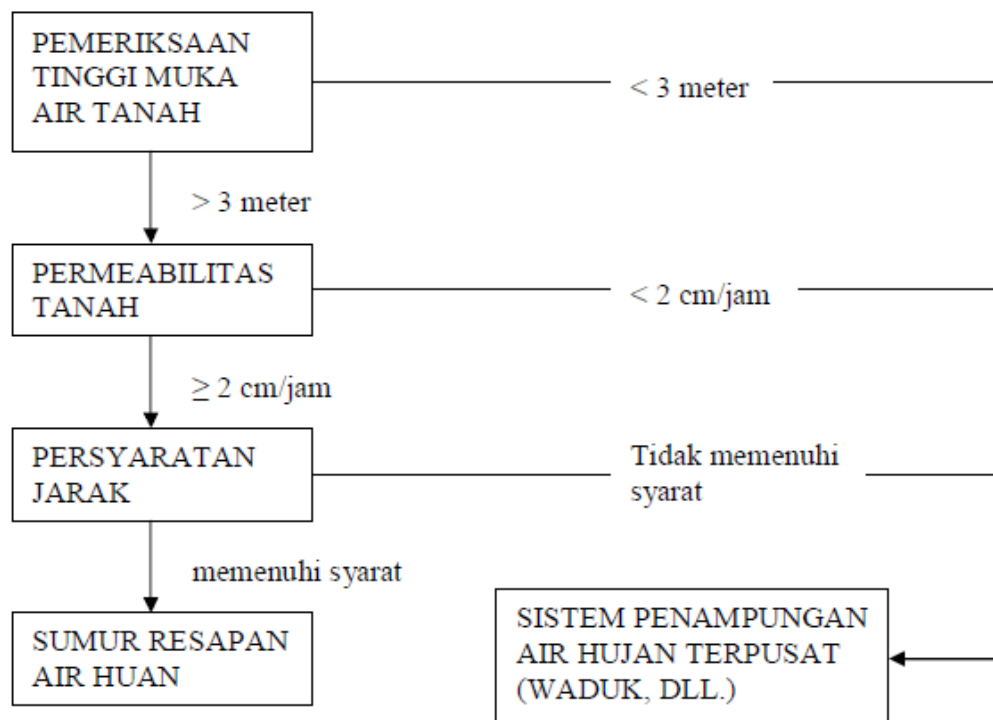 PEMERIKSAAN
TINGGI MUKA
AIR TANAH
< 3 meter
> 3 meter
PERMEABILITAS
TANAH
< 2 cm/jam
≥ 2 cm/jam
PERSYARATAN
JARAK
Tidak memenuhi
syarat
memenuhi syarat
SUMUR RESAPAN
AIR HUAN
SISTEM PENAMPUNGAN
AIR HUJAN TERPUSAT
(WADUK, DLL.)